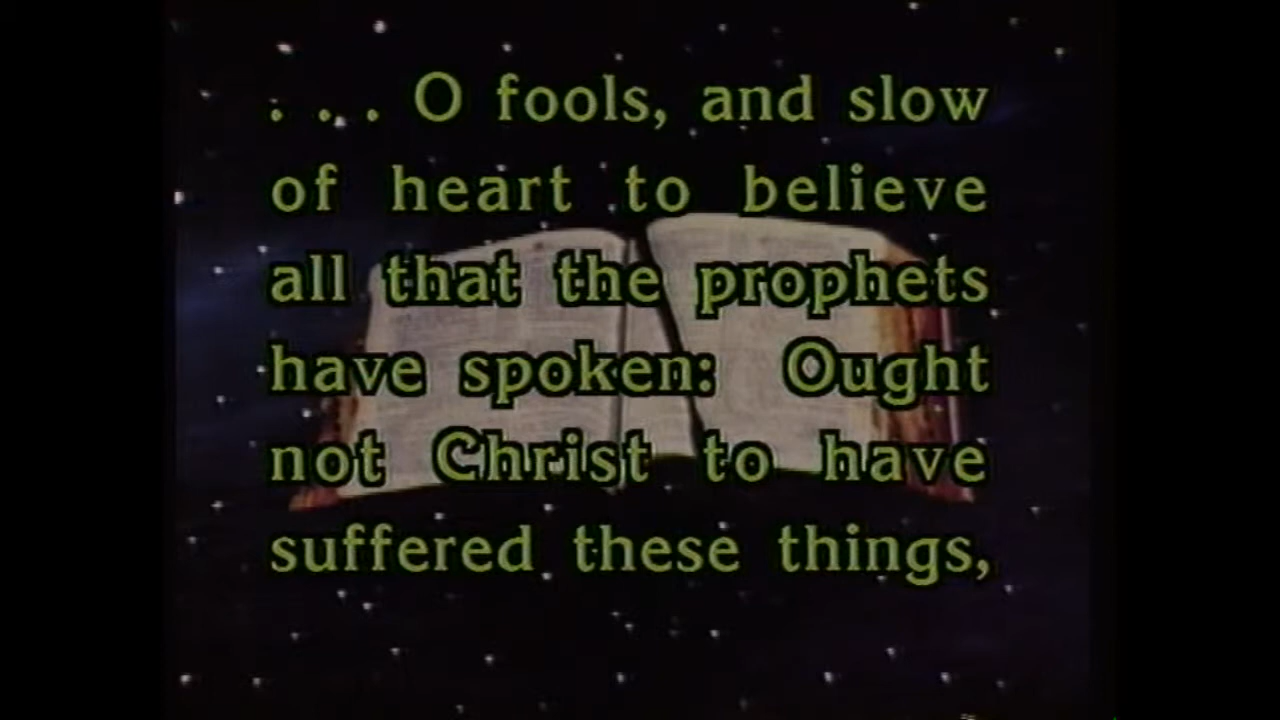 . . . O fools, and slow
of heart to believe
all that the prophets
have spoken: Ought
not Christ to have
suffered these things,